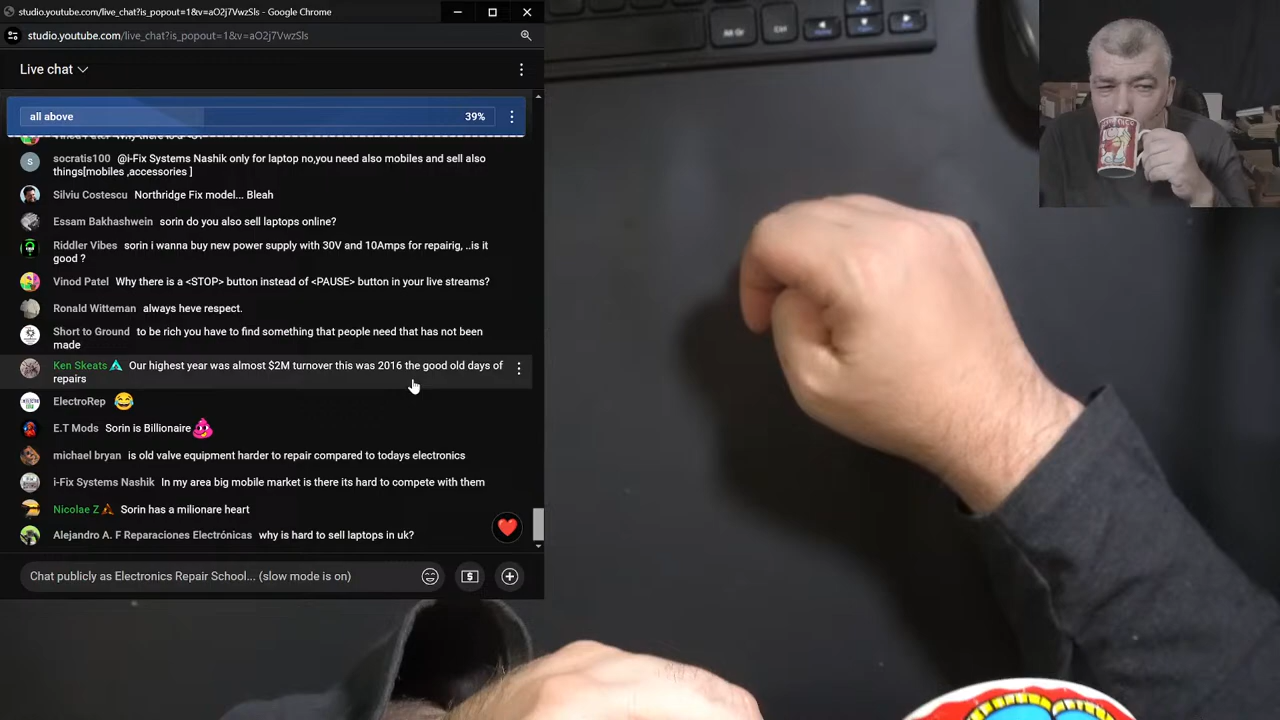 studio.youtube.com/live_chat?is_popout=1&v=aO2j7VwzSls - Google Chrome
studio.youtube.com/live_chat?is_popout=1&v=aO2j7VwzSls
Live chat
all above 39%
socratis100 @i-Fix Systems Nashik only for laptop no,you need also mobiles and sell also
things[mobiles ,accessories ]
Silviu Costescu Northridge Fix model... Bleah
Essam Bakhashwein sorin do you also sell laptops online?
Riddler Vibes sorin i wanna buy new power supply with 30V and 10Amps for repairig, ..is it
good ?
Vinod Patel Why there is a <STOP> button instead of <PAUSE> button in your live streams?
Ronald Witteman always heve respect.
Short to Ground to be rich you have to find something that people need that has not been
made
Ken Skeats Our highest year was almost $2M turnover this was 2016 the good old days of
repairs
ElectroRep 😂
E.T Mods Sorin is Billionaire
michael bryan is old valve equipment harder to repair compared to todays electronics
i-Fix Systems Nashik In my area big mobile market is there its hard to compete with them
Nicolae Z Sorin has a milionare heart
Alejandro A. F Reparaciones Electrónicas why is hard to sell laptops in uk?
Chat publicly as Electronics Repair School... (slow mode is on)
Alt Gr
Ctrl